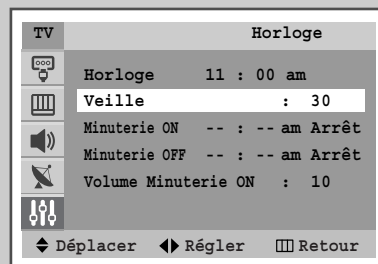 TV Horloge
Horloge 11 : 00 am
Veille : 30
Minuterie ON -- : -- am Arrêt
Minuterie OFF -- : -- am Arrêt
Volume Minuterie ON : 10
Déplacer Régler Retour